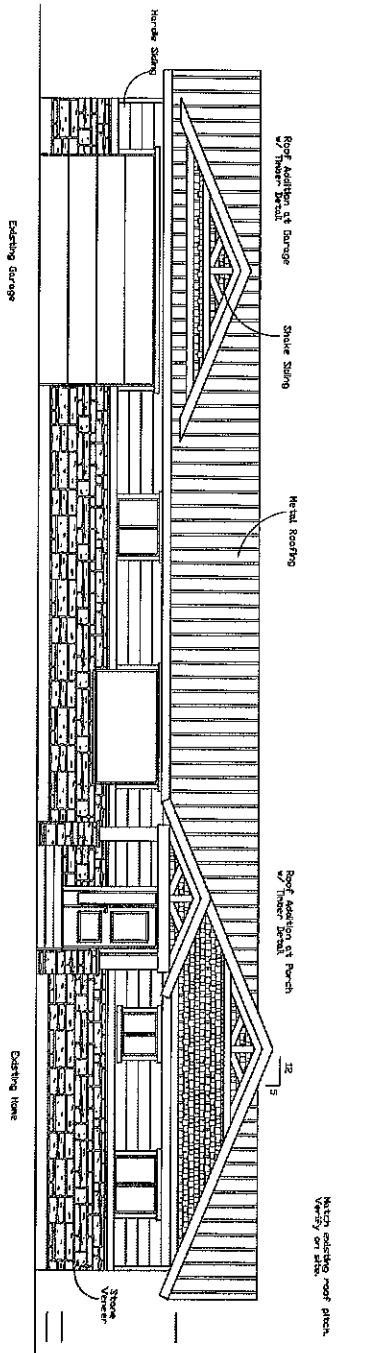 Roof Addition at Garage
w/ Timber Detail
Shake Siding
Metal Roofing
Roof Addition at Porch
w/ Timber Detail
12
5
Match existing roof pitch.
Verify on site.
Hardie Siding
Existing Garage
Existing Home
Stone
Veneer